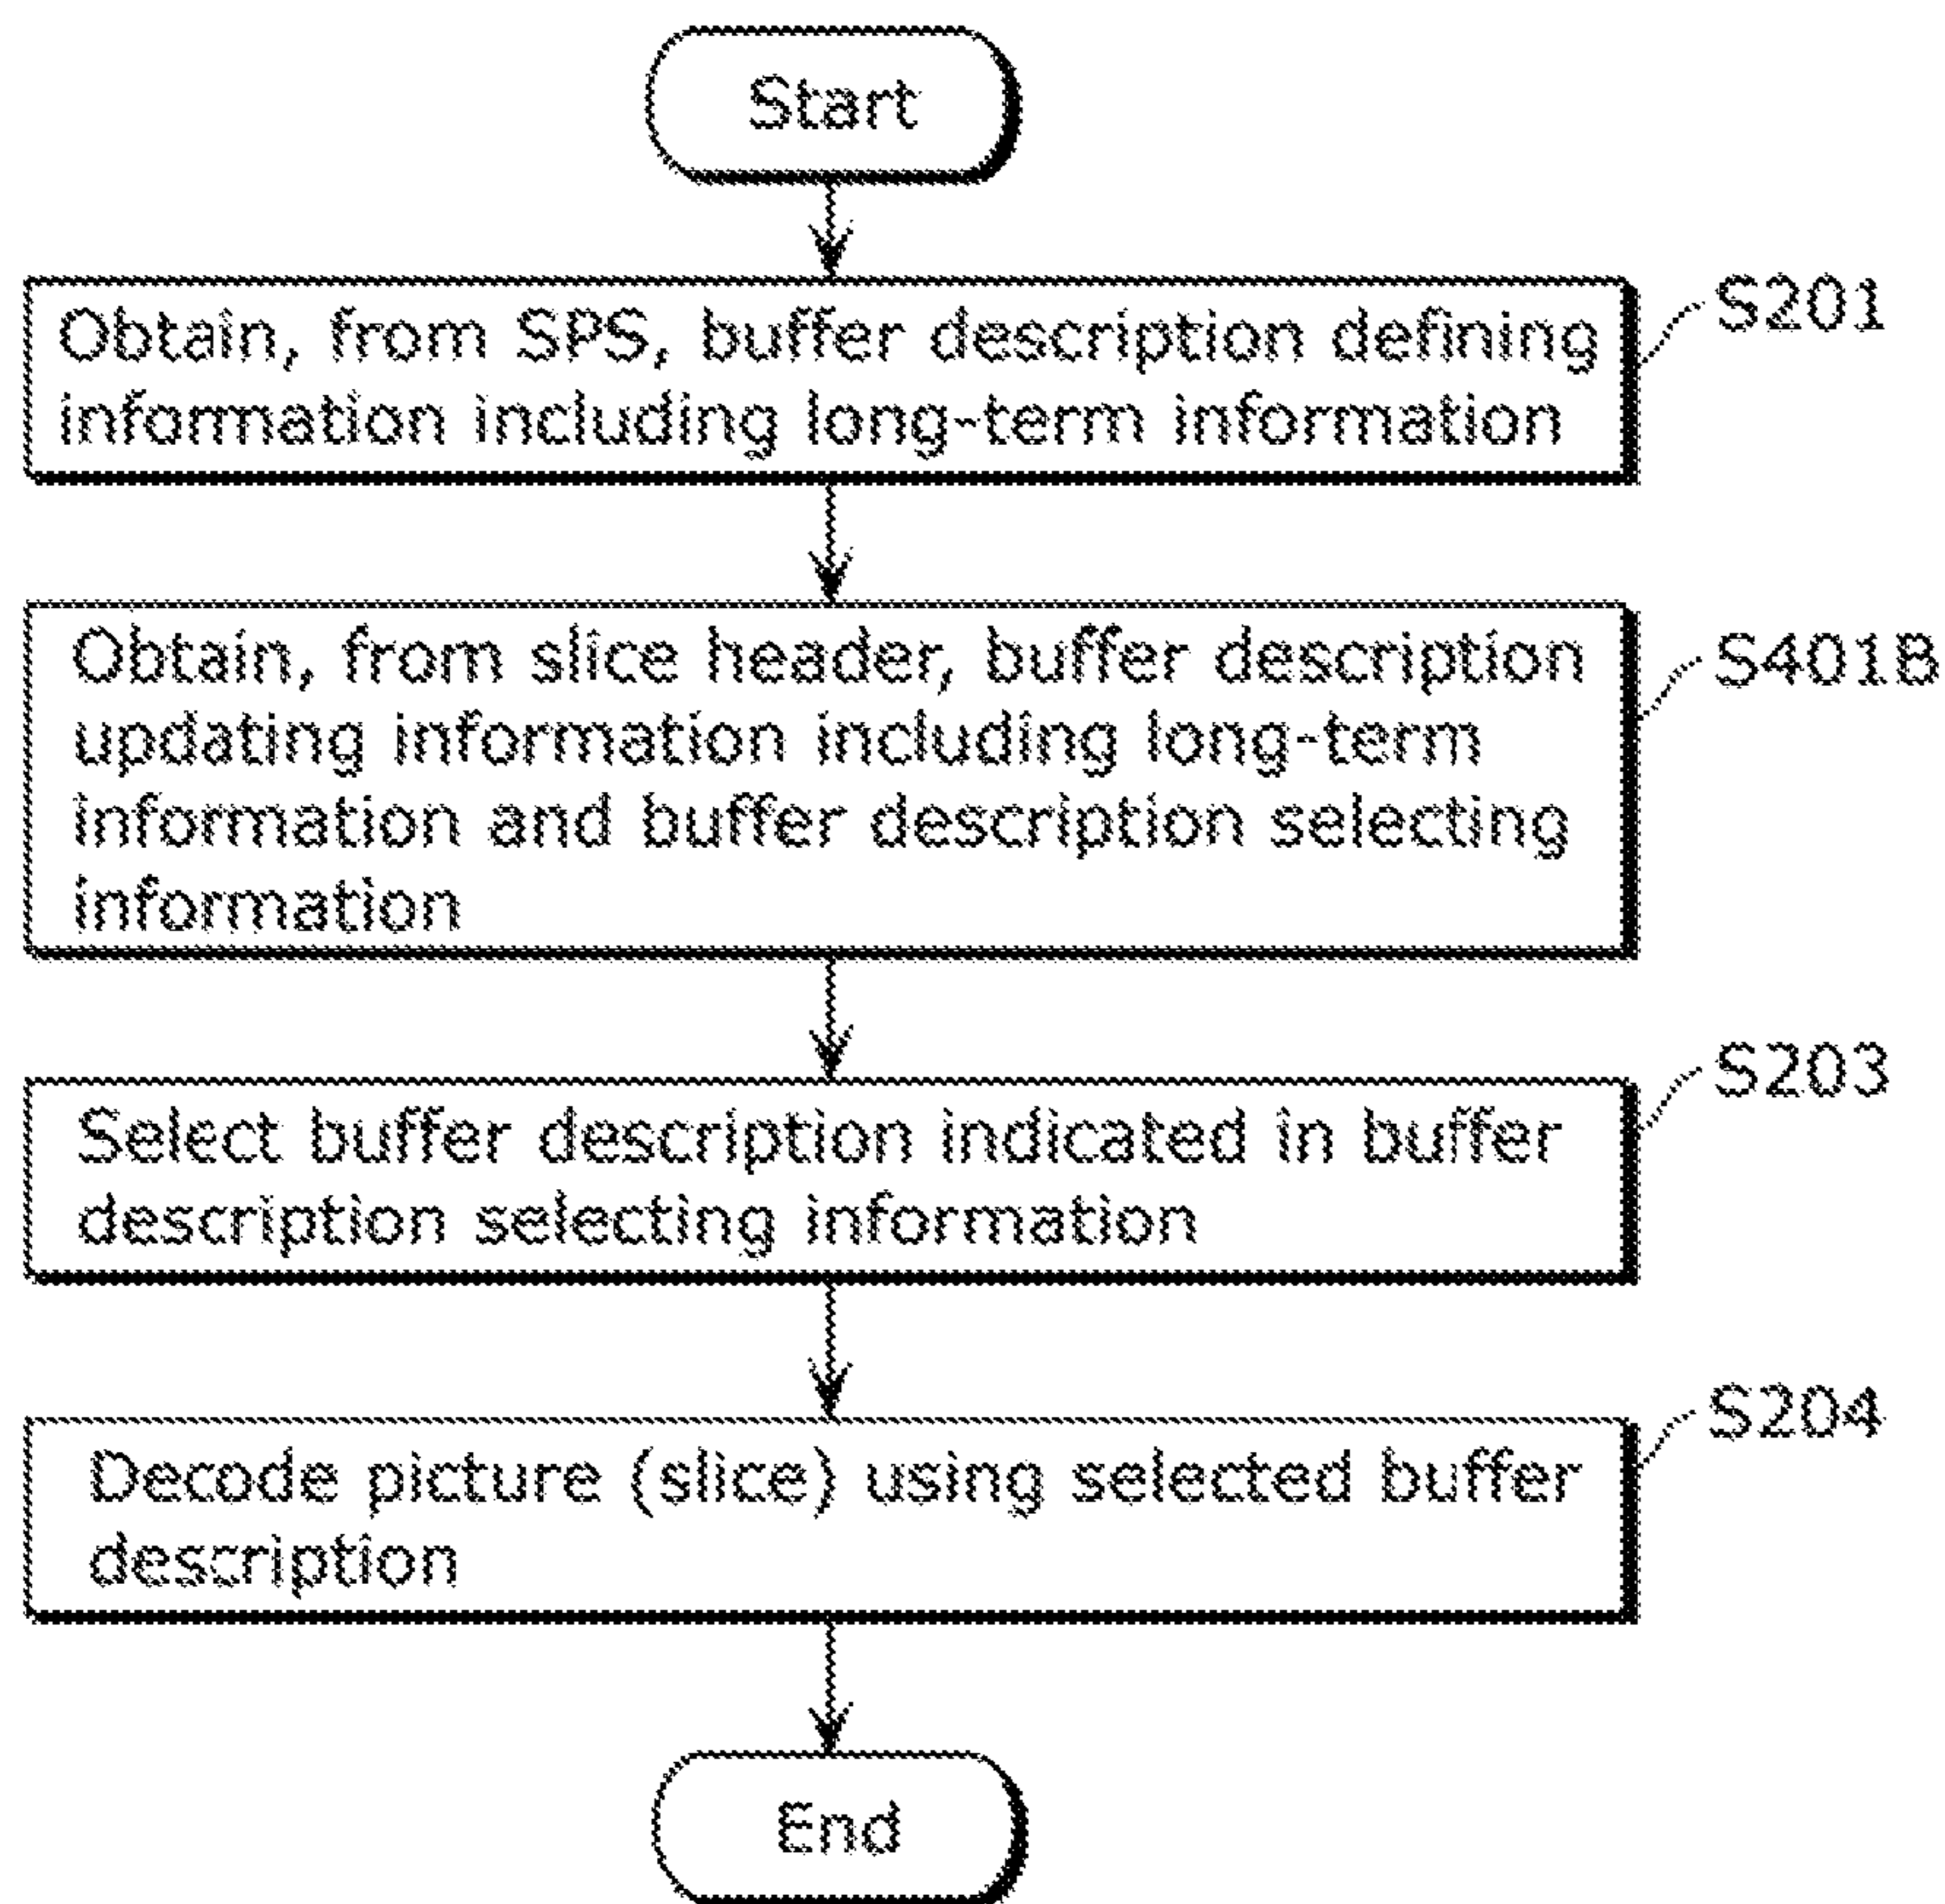 Start
Obtain, from SPS, buffer description defining
information including long-term information
S201
Obtain, from slice header, buffer description
updating information including long-term
information and buffer description selecting
information
S401B
Select buffer description indicated in buffer
description selecting information
S203
Decode picture (slice) using selected buffer
description
S204
End